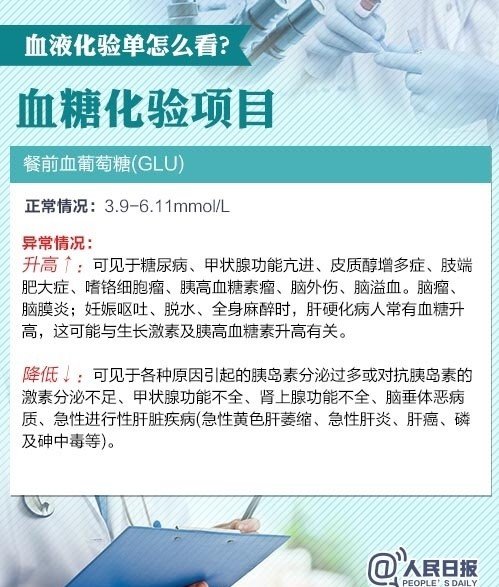 血液化验单怎么看?
血糖化验项目
餐前血葡萄糖(GLU)
正常情况：3.9-6.11mmol/L
异常情况：
升高↑：可见于糖尿病、甲状腺功能亢进、皮质醇增多症、肢端
肥大症、嗜铬细胞瘤、胰高血糖素瘤、脑外伤、脑溢血。脑瘤、
脑膜炎；妊娠呕吐、脱水、全身麻醉时，肝硬化病人常有血糖升
高，这可能与生长激素及胰高血糖素升高有关。
降低↓：可见于各种原因引起的胰岛素分泌过多或对抗胰岛素的
激素分泌不足、甲状腺功能不全、肾上腺功能不全、脑垂体恶病
质、急性进行性肝脏疾病(急性黄色肝萎缩、急性肝炎、肝癌、磷
及砷中毒等)。
@人民日报
PEOPLE'S DAILY